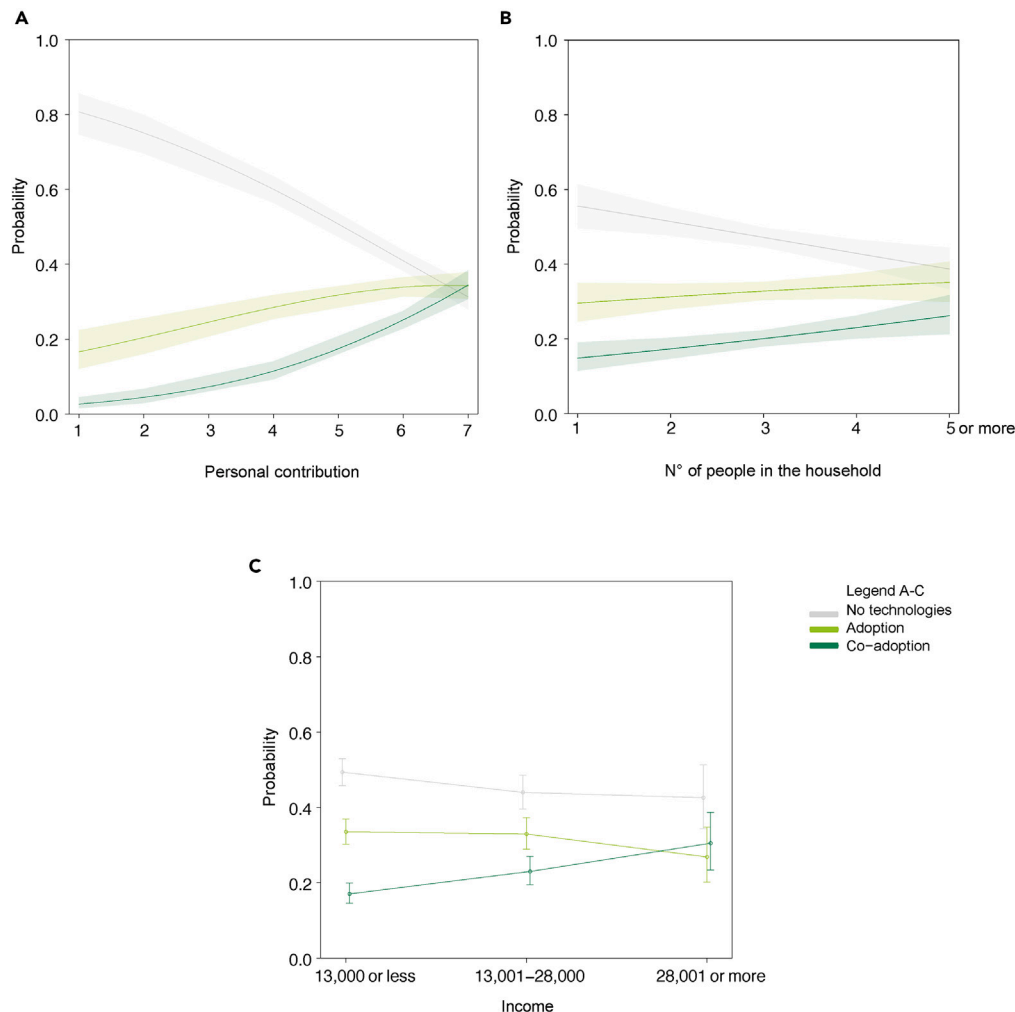 A
1.0
0.8
0.6
0.4
0.2
0.0
Probability
1 2 3 4 5 6 7
Personal contribution
B
1.0
0.8
0.6
0.4
0.2
0.0
Probability
1 2 3 4 5 or more
N° of people in the household
C
1.0
0.8
0.6
0.4
0.2
0.0
Probability
13,000 or less 13,001–28,000 28,001 or more
Income
Legend A-C
No technologies
Adoption
Co–adoption